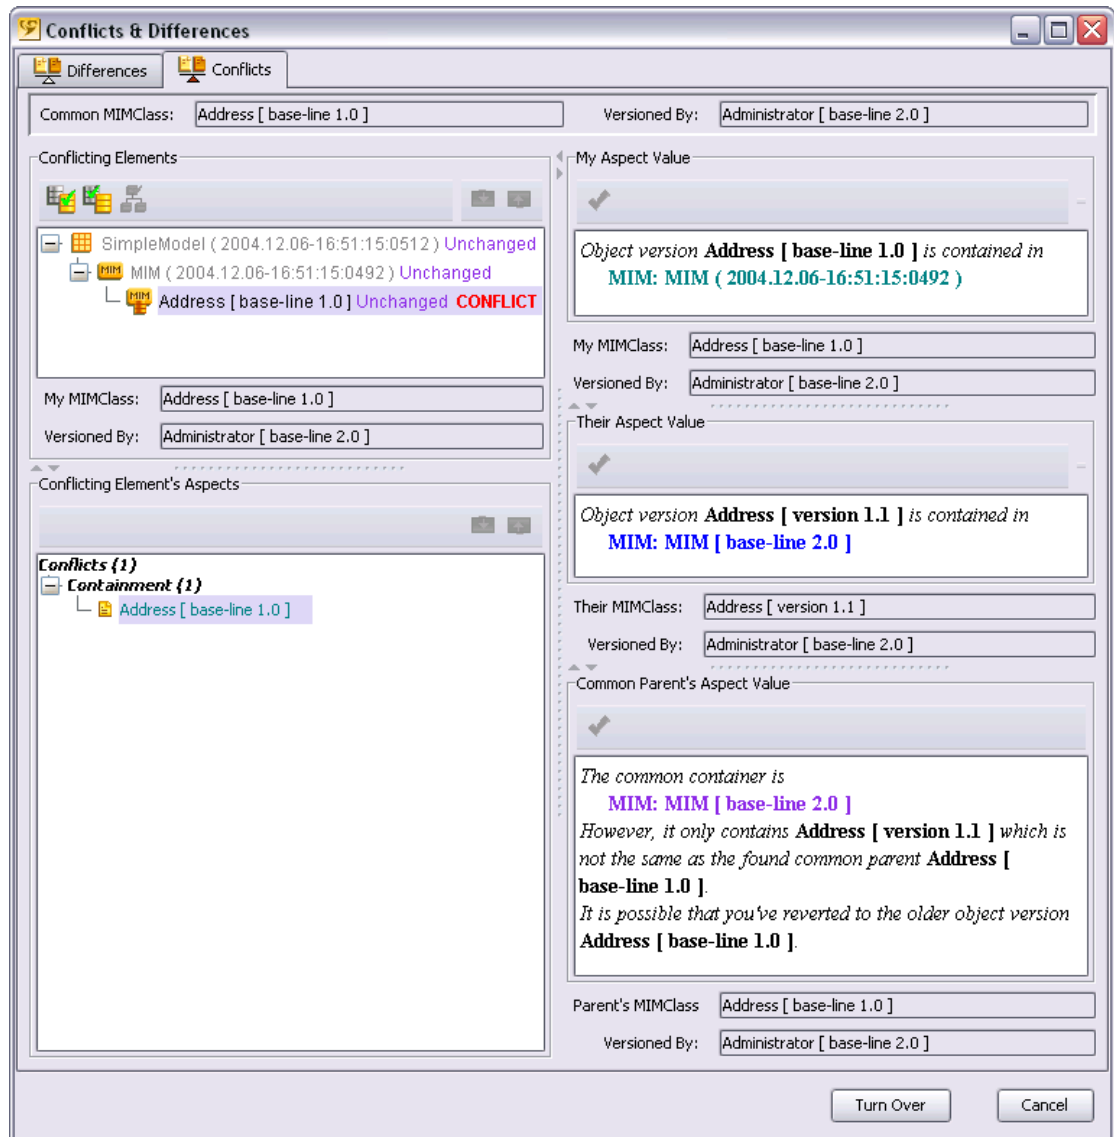 Conflicts & Differences
Differences
Conflicts
Common MIMClass: Address [ base-line 1.0 ]
Versioned By: Administrator [ base-line 2.0 ]
Conflicting Elements
SimpleModel ( 2004.12.06-16:51:15:0512 ) Unchanged
MIM ( 2004.12.06-16:51:15:0492 ) Unchanged
MIM
Address [ base-line 1.0 ] Unchanged CONFLICT
MIM
My MIMClass: Address [ base-line 1.0 ]
Versioned By: Administrator [ base-line 2.0 ]
Conflicting Element's Aspects
Conflicts {1}
Containment {1}
Address [ base-line 1.0 ]
My Aspect Value
Object version Address [ base-line 1.0 ] is contained in
MIM: MIM ( 2004.12.06-16:51:15:0492 )
My MIMClass: Address [ base-line 1.0 ]
Versioned By: Administrator [ base-line 2.0 ]
Their Aspect Value
Object version Address [ version 1.1 ] is contained in
MIM: MIM [ base-line 2.0 ]
Their MIMClass: Address [ version 1.1 ]
Versioned By: Administrator [ base-line 2.0 ]
Common Parent's Aspect Value
The common container is
MIM: MIM [ base-line 2.0 ]
However, it only contains Address [ version 1.1 ] which is
not the same as the found common parent Address [
base-line 1.0 ].
It is possible that you've reverted to the older object version
Address [ base-line 1.0 ].
Parent's MIMClass Address [ base-line 1.0 ]
Versioned By: Administrator [ base-line 2.0 ]
Turn Over
Cancel